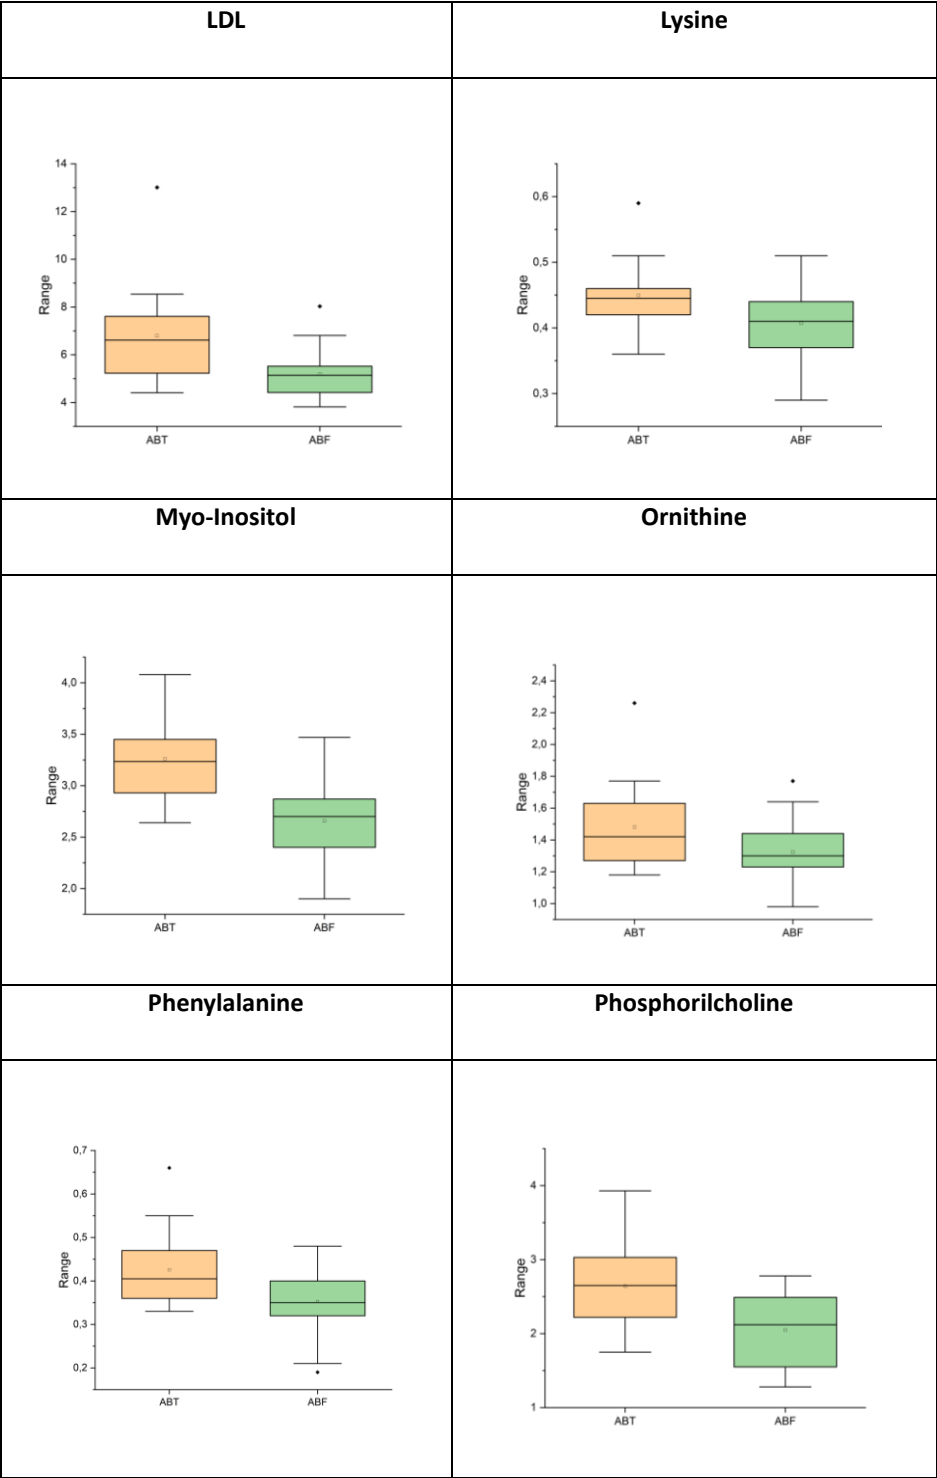 LDL
Lysine
14
12
10
8
6
4
Range
ABT
ABF
0,6
0,5
0,4
0,3
Range
ABT
ABF
Myo-Inositol
Ornithine
4,0
3,5
3,0
2,5
2,0
Range
ABT
ABF
2,4
2,2
2,0
1,8
1,6
1,4
1,2
1,0
Range
ABT
ABF
Phenylalanine
Phosphorilcholine
0,7
0,6
0,5
0,4
0,3
0,2
Range
ABT
ABF
4
3
2
1
Range
ABT
ABF